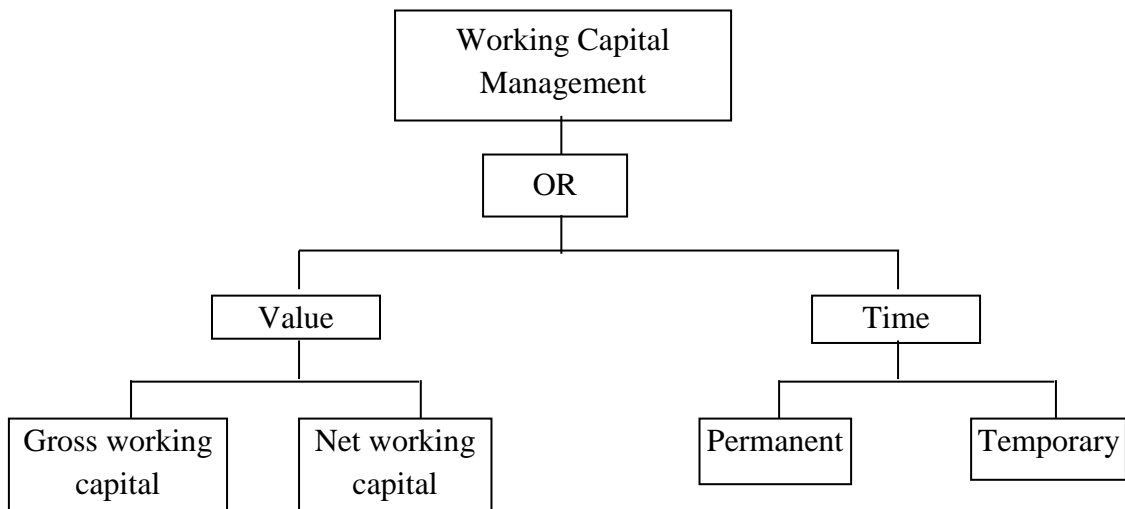 Working Capital
Management
OR
Value
Time
Gross working
capital
Net working
capital
Permanent
Temporary